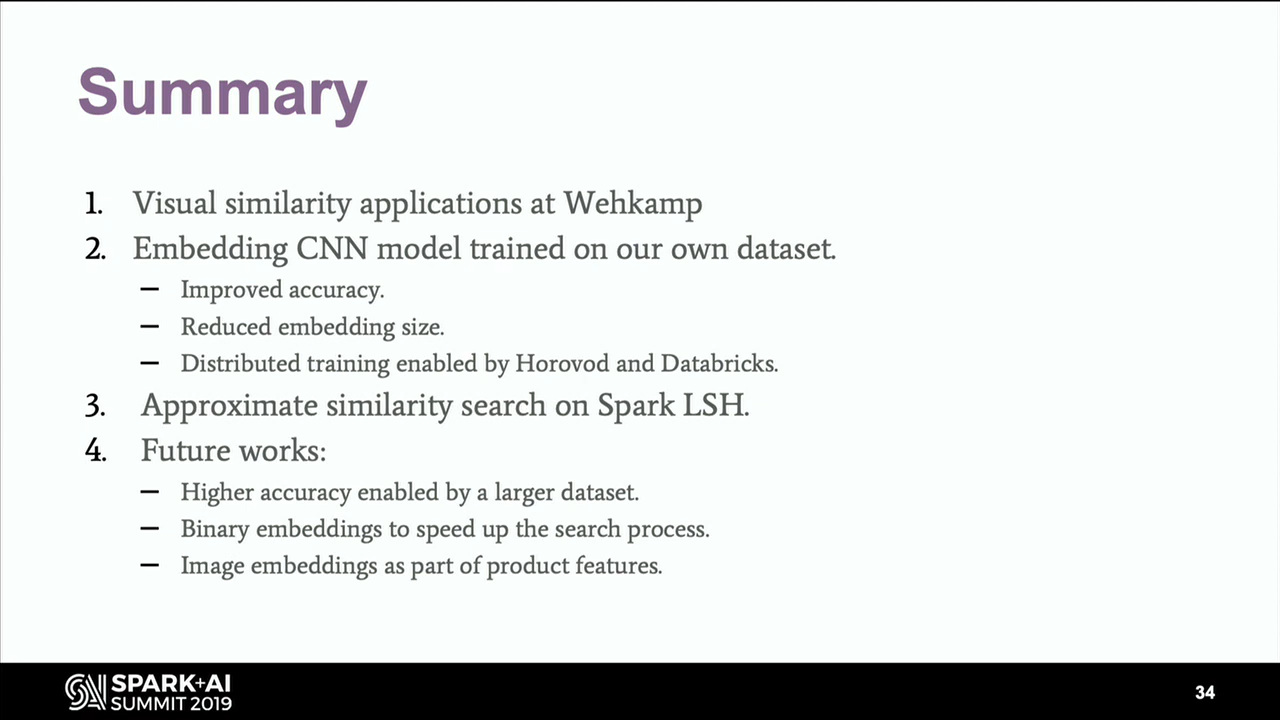 Summary
1. Visual similarity applications at Wehkamp
2. Embedding CNN model trained on our own dataset.
– Improved accuracy.
– Reduced embedding size.
– Distributed training enabled by Horovod and Databricks.
3. Approximate similarity search on Spark LSH.
4. Future works:
– Higher accuracy enabled by a larger dataset.
– Binary embeddings to speed up the search process.
– Image embeddings as part of product features.
SPARK+AI
SUMMIT 2019
34